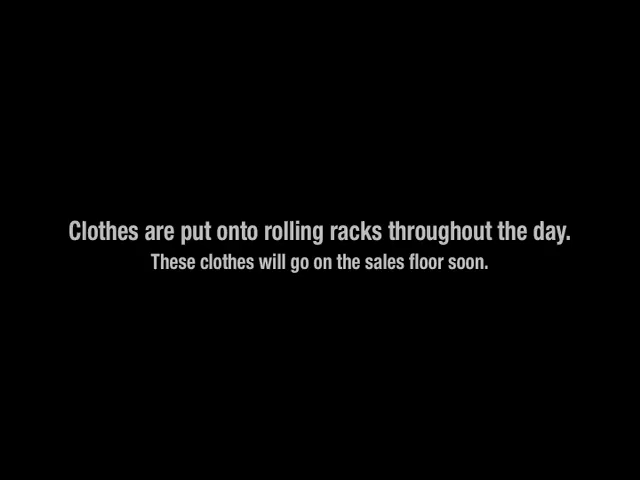 Clothes are put onto rolling racks throughout the day.
These clothes will go on the sales floor soon.